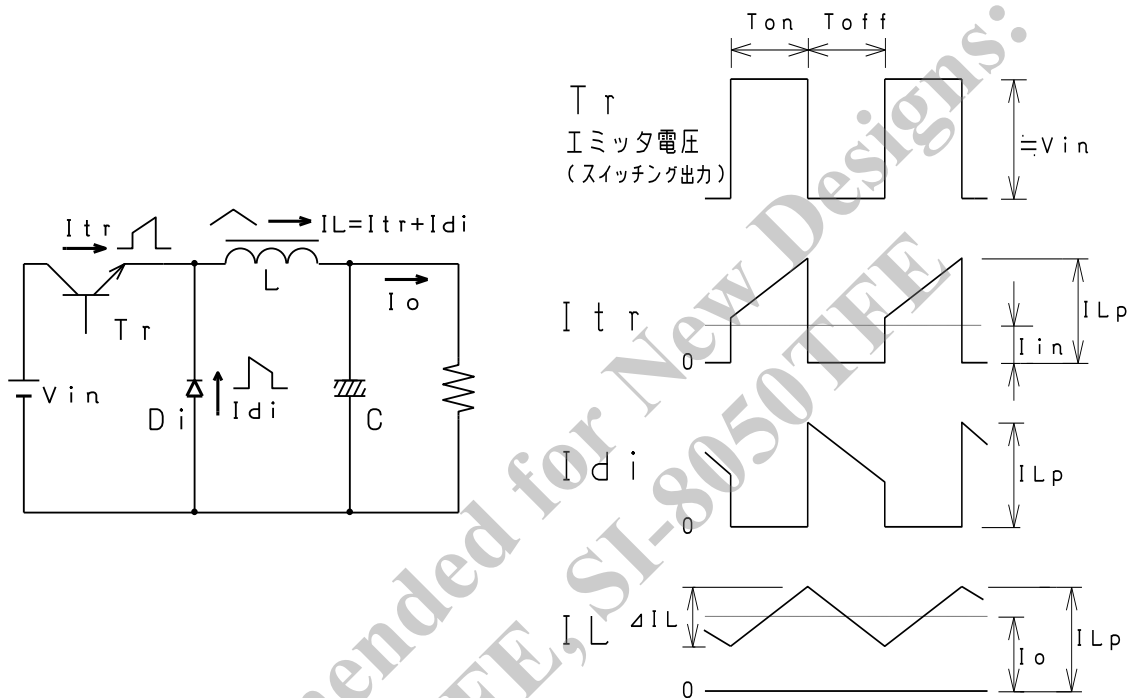 Itr
IL=Itr+Idi
L
Io
Tr
Vin
Di
Idi
C
Ton Toff
Tr
エミッタ電圧
(スイッチング出力)
≒Vin
Itr
0
ILp
Iin
Idi
0
ILp
IL
⊿IL
0
Io
ILp
mended for New Designs:
FE, SI-8050TFE